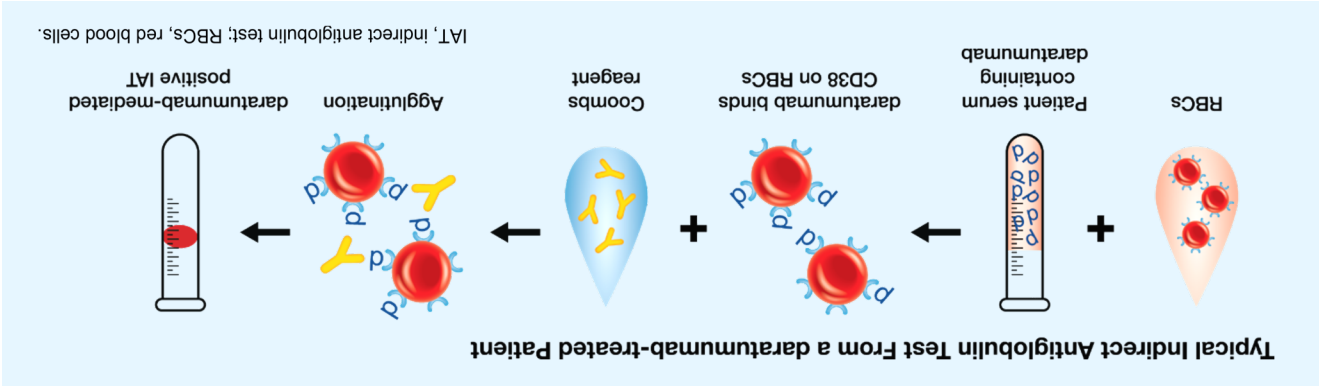 Typical Indirect Antiglobulin Test From a daratumumab-treated Patient
RBCs
Patient serum
containing
daratumumab
daratumumab binds
CD38 on RBCs
Coombs
reagent
Agglutination
daratumumab-mediated
positive IAT
IAT, indirect antiglobulin test; RBCs, red blood cells.